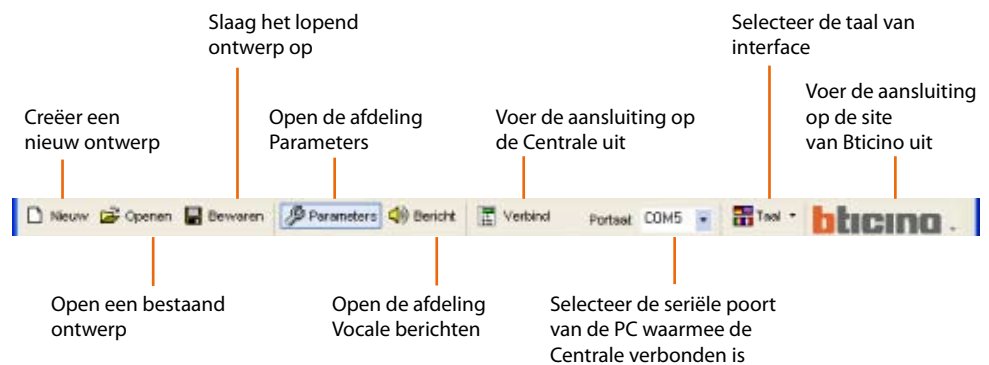 Slaag het lopend
ontwerp op
Selecteer de taal van
interface
Creëer een
nieuw ontwerp
Open de afdeling
Parameters
Voer de aansluiting op
de Centrale uit
Voer de aansluiting
op de site
van Bticino uit
Nieuw Openen Bewaren Parameters Bericht Verbind Portaal: COM5 Taal bticino
Open een bestaand
ontwerp
Open de afdeling
Vocale berichten
Selecteer de seriële poort
van de PC waarmee de
Centrale verbonden is